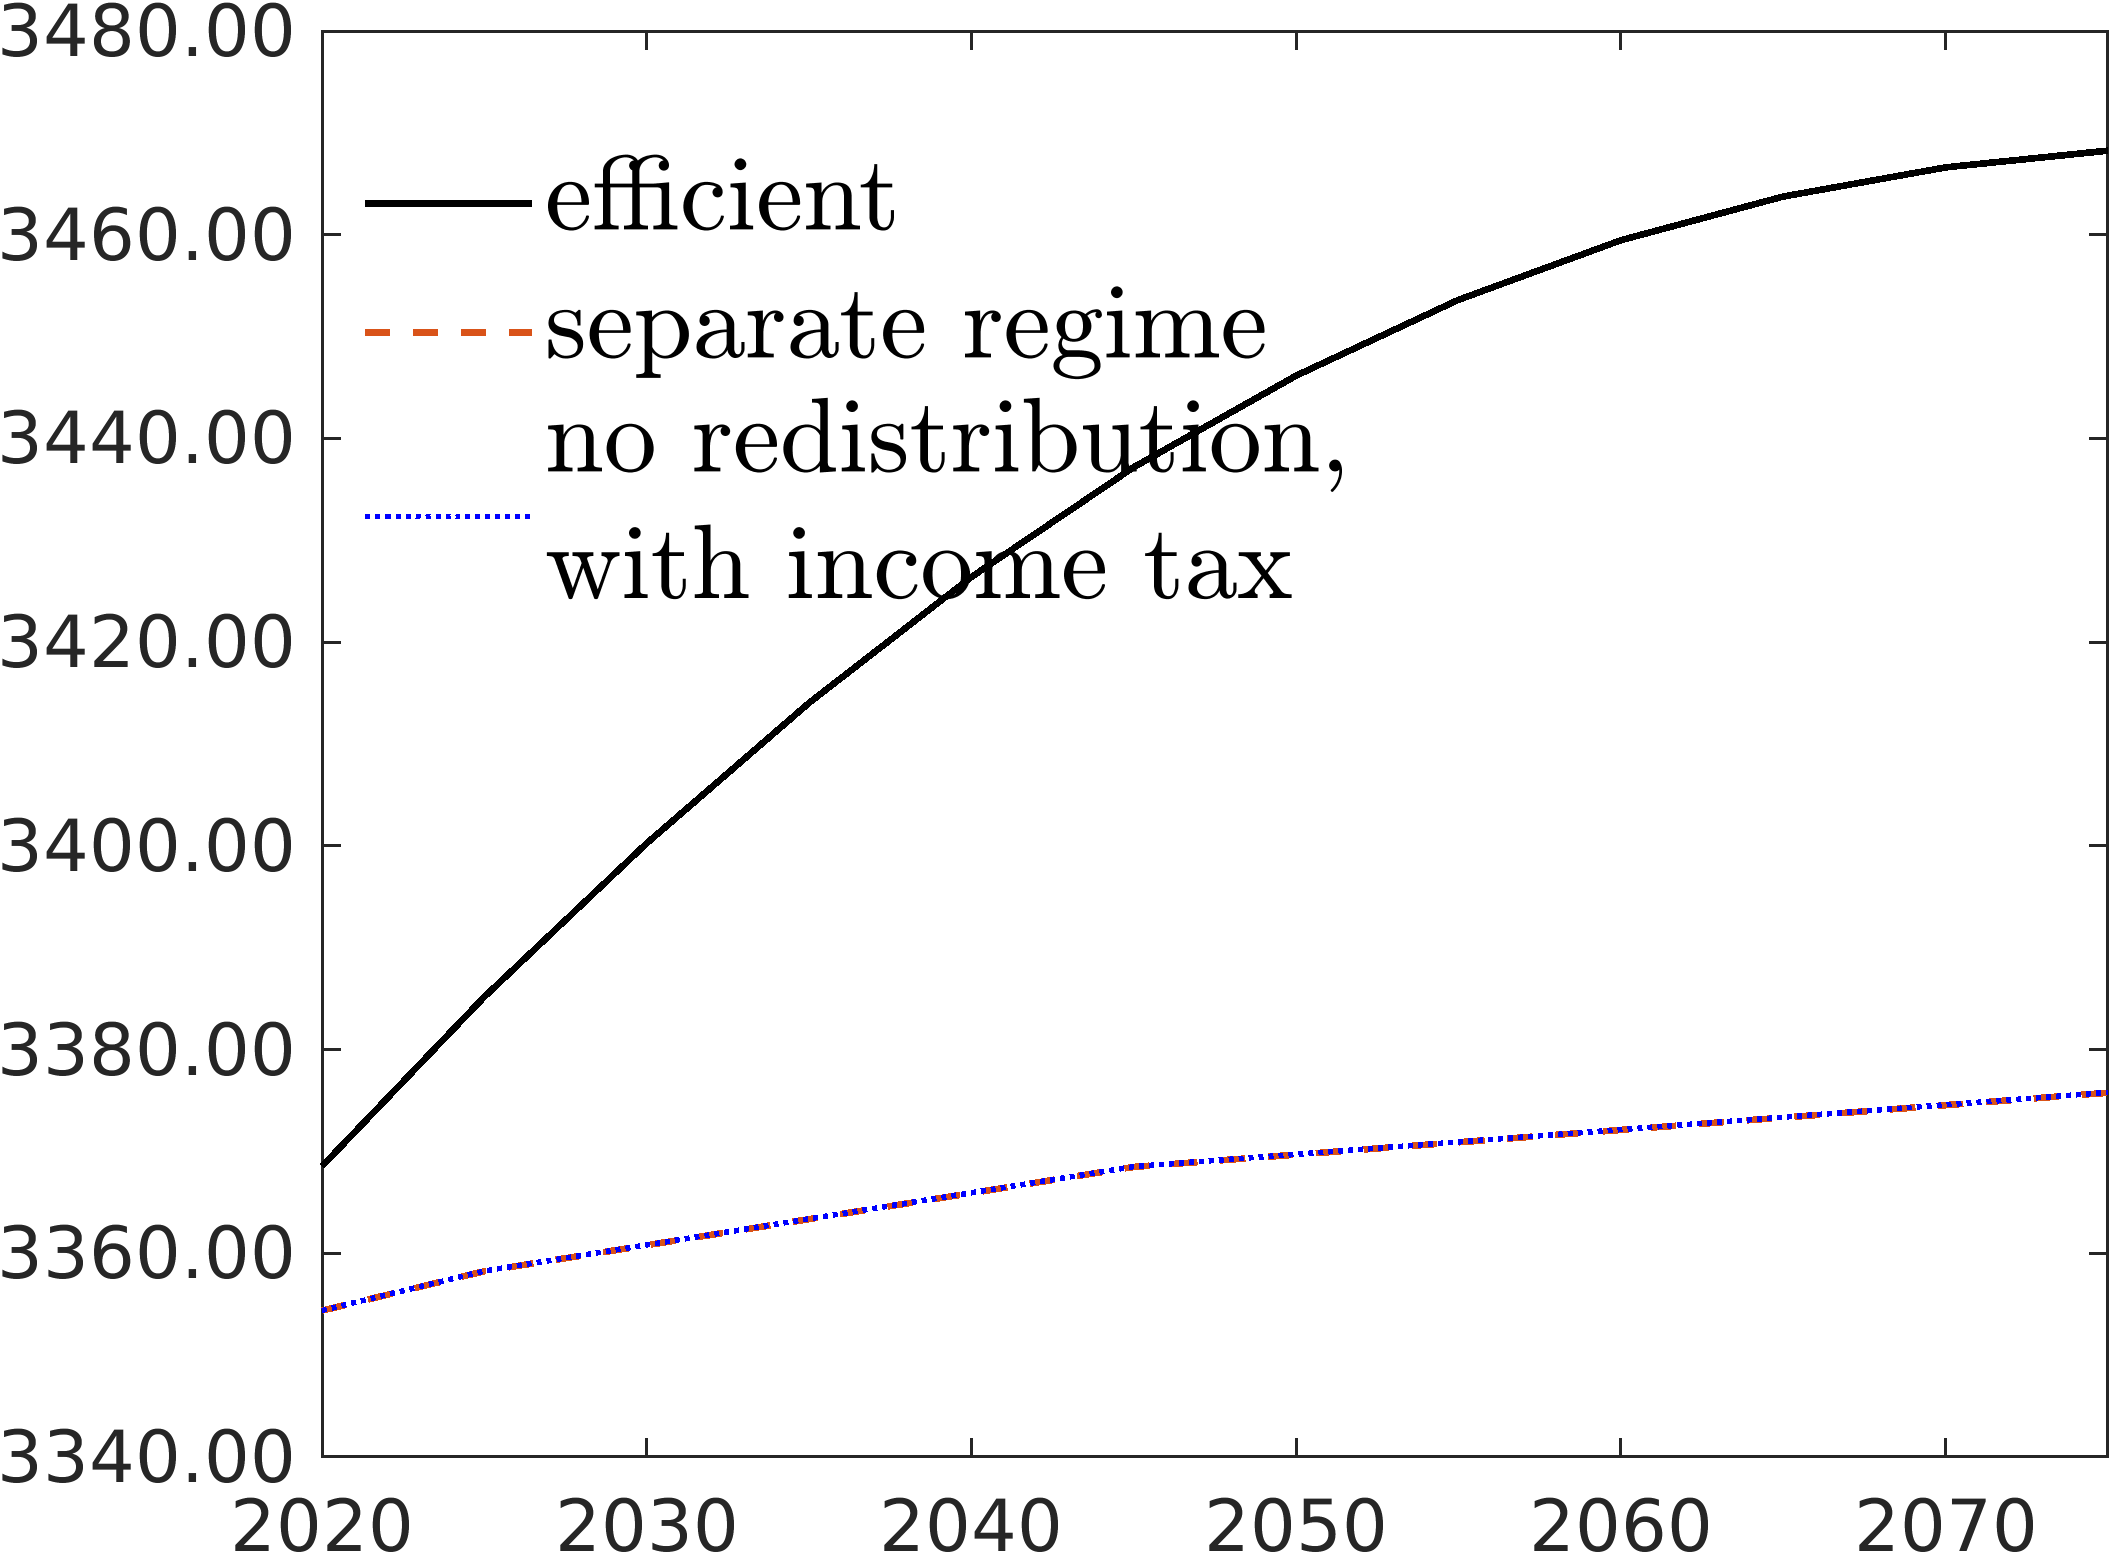 3480.00
3460.00
3440.00
3420.00
3400.00
3380.00
3360.00
3340.00
efficient
separate regime
no redistribution,
with income tax
2020 2030 2040 2050 2060 2070